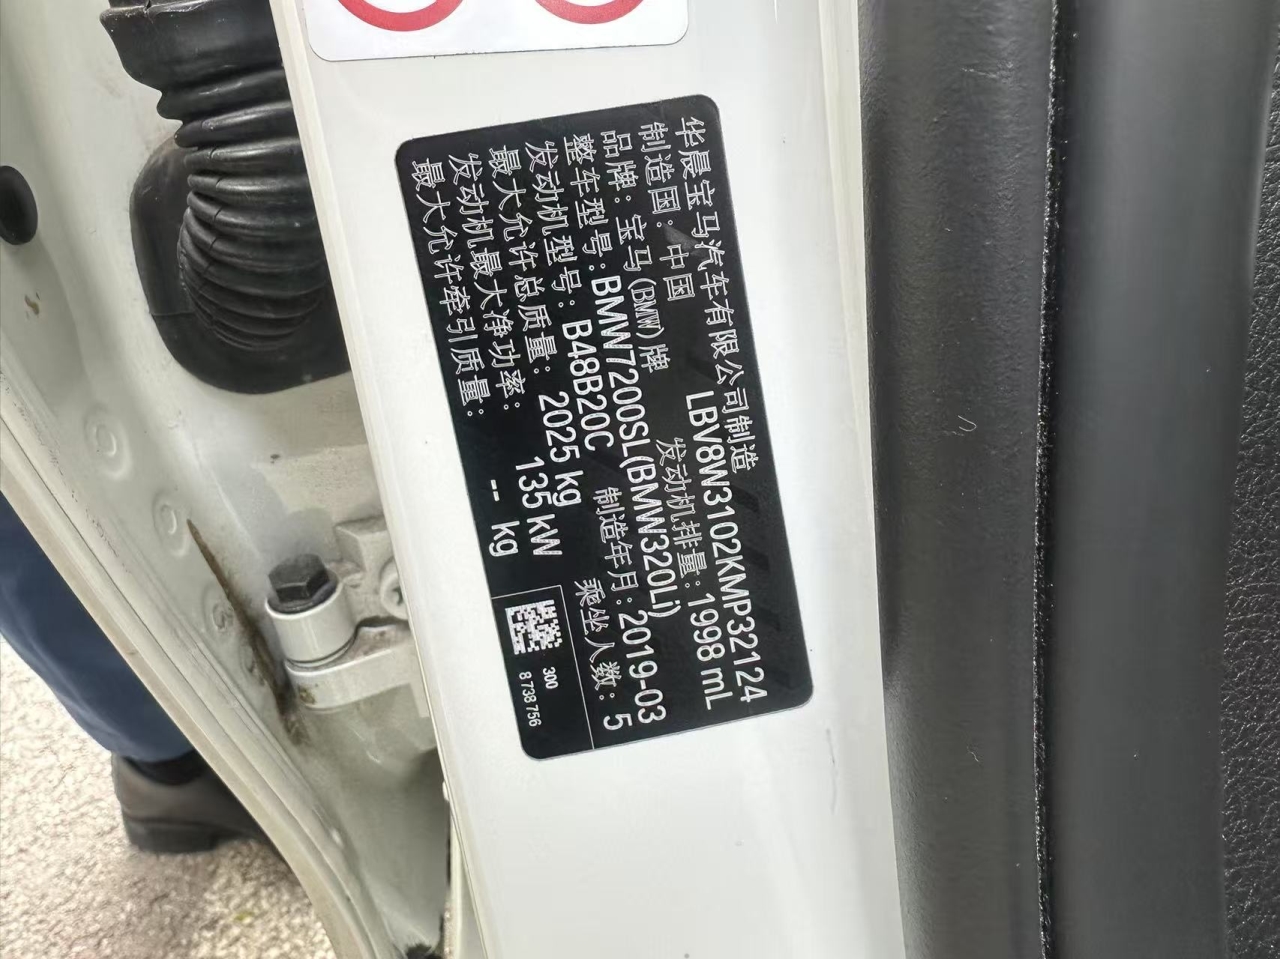 华晨宝马汽车有限公司制造
制造国: 中国
LBV8W3102KMP32124
品牌: 宝马(BMW)牌
发动机排量: 1998 mL
整车型号: BMW7200SL(BMW320Li)
发动机型号: B48B20C
制造年月: 2019-03
最大允许总质量: 2025 kg
乘坐人数: 5
发动机最大净功率: 135 kW
最大允许牵引质量: -- kg
300
8 738 756